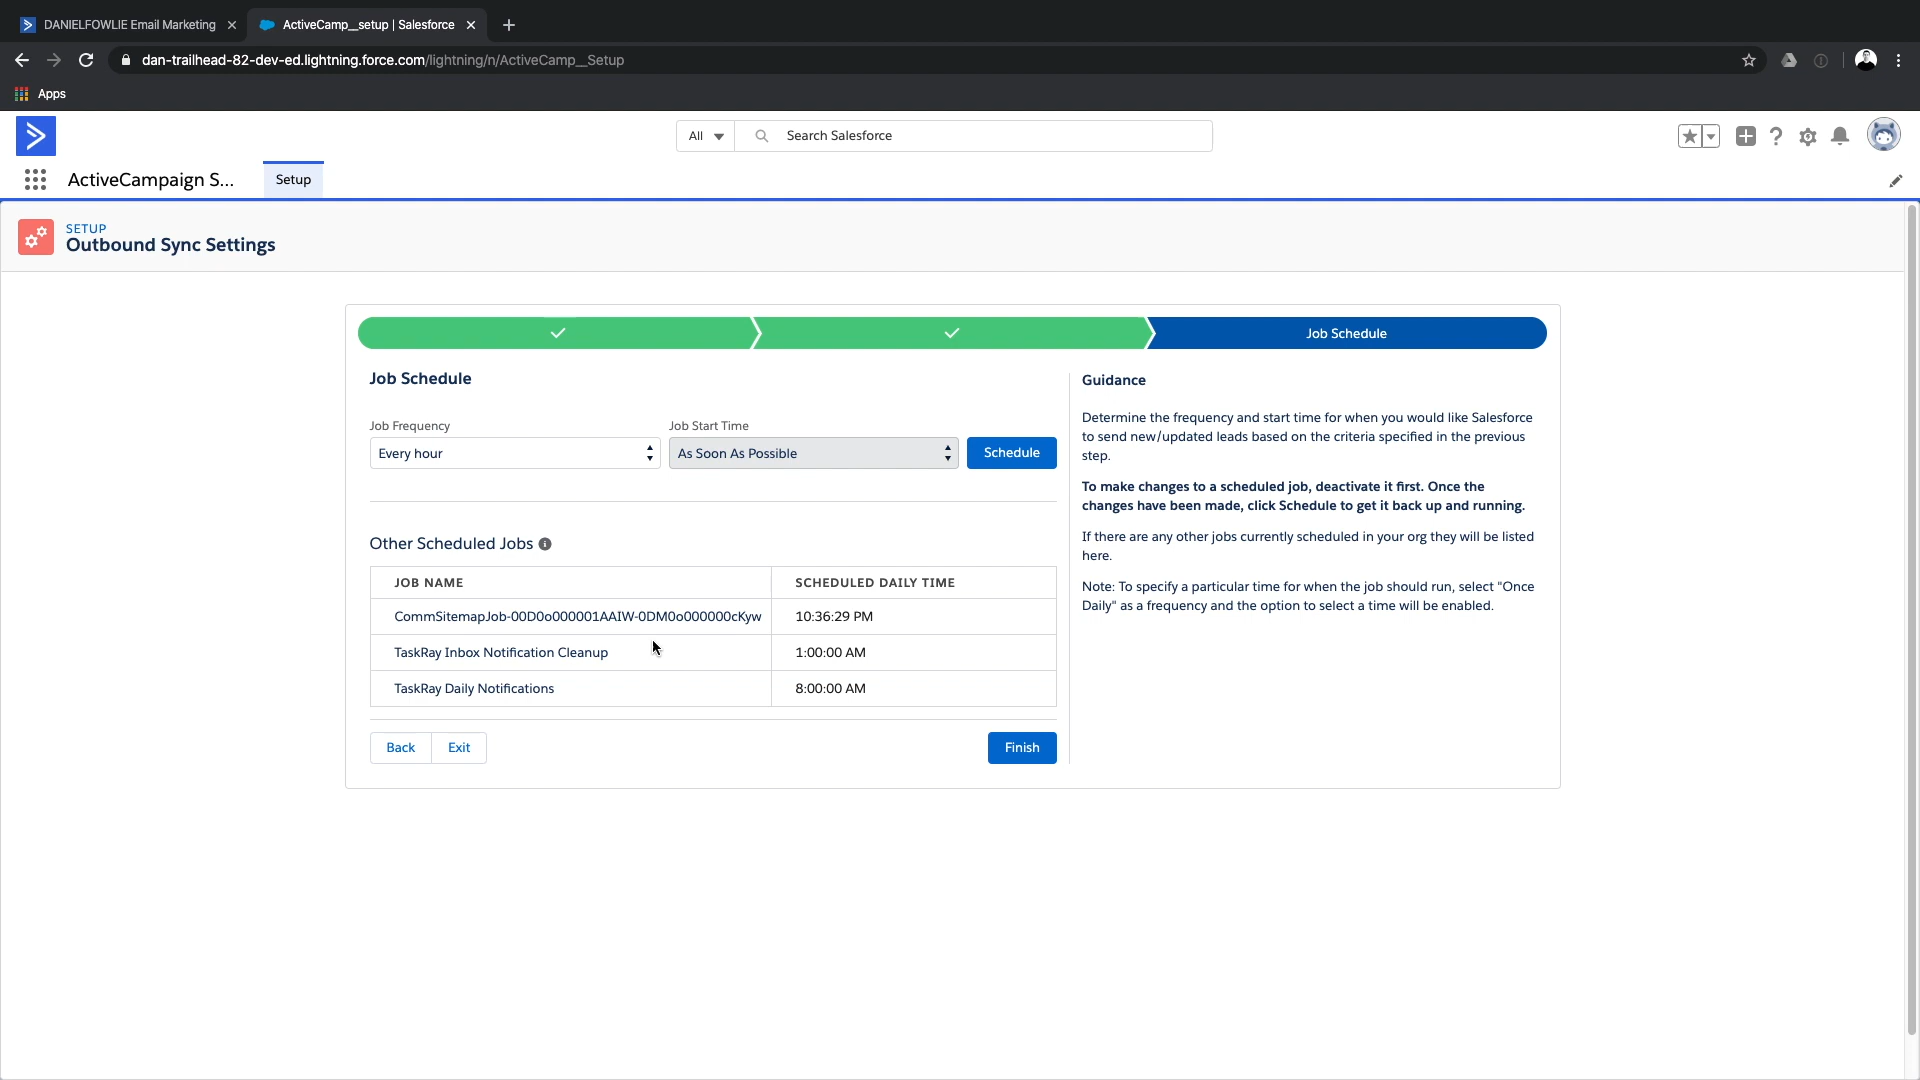 DANIELFOWLIE Email Marketing
ActiveCamp__setup | Salesforce
dan-trailhead-82-dev-ed.lightning.force.com/lightning/n/ActiveCamp__Setup
Apps
All
Search Salesforce
ActiveCampaign S...
Setup
SETUP
Outbound Sync Settings
Job Schedule
Job Schedule
Job Frequency
Job Start Time
Every hour
As Soon As Possible
Schedule
Other Scheduled Jobs
JOB NAME
SCHEDULED DAILY TIME
CommSitemapJob-00D0o000001AAIW-0DM0o000000cKyw
10:36:29 PM
TaskRay Inbox Notification Cleanup
1:00:00 AM
TaskRay Daily Notifications
8:00:00 AM
Back
Exit
Finish
Guidance
Determine the frequency and start time for when you would like Salesforce
to send new/updated leads based on the criteria specified in the previous
step.
To make changes to a scheduled job, deactivate it first. Once the
changes have been made, click Schedule to get it back up and running.
If there are any other jobs currently scheduled in your org they will be listed
here.
Note: To specify a particular time for when the job should run, select "Once
Daily" as a frequency and the option to select a time will be enabled.